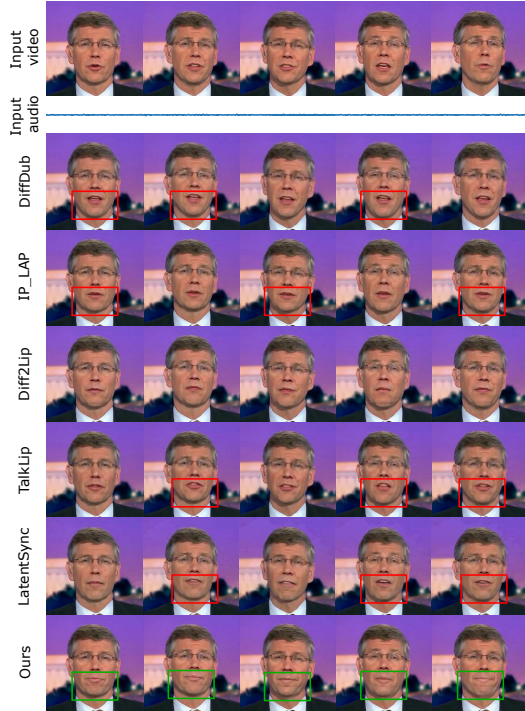 Input
video
Input
audio
DiffDub
IP_LAP
Diff2Lip
TalkLip
LatentSync
Ours